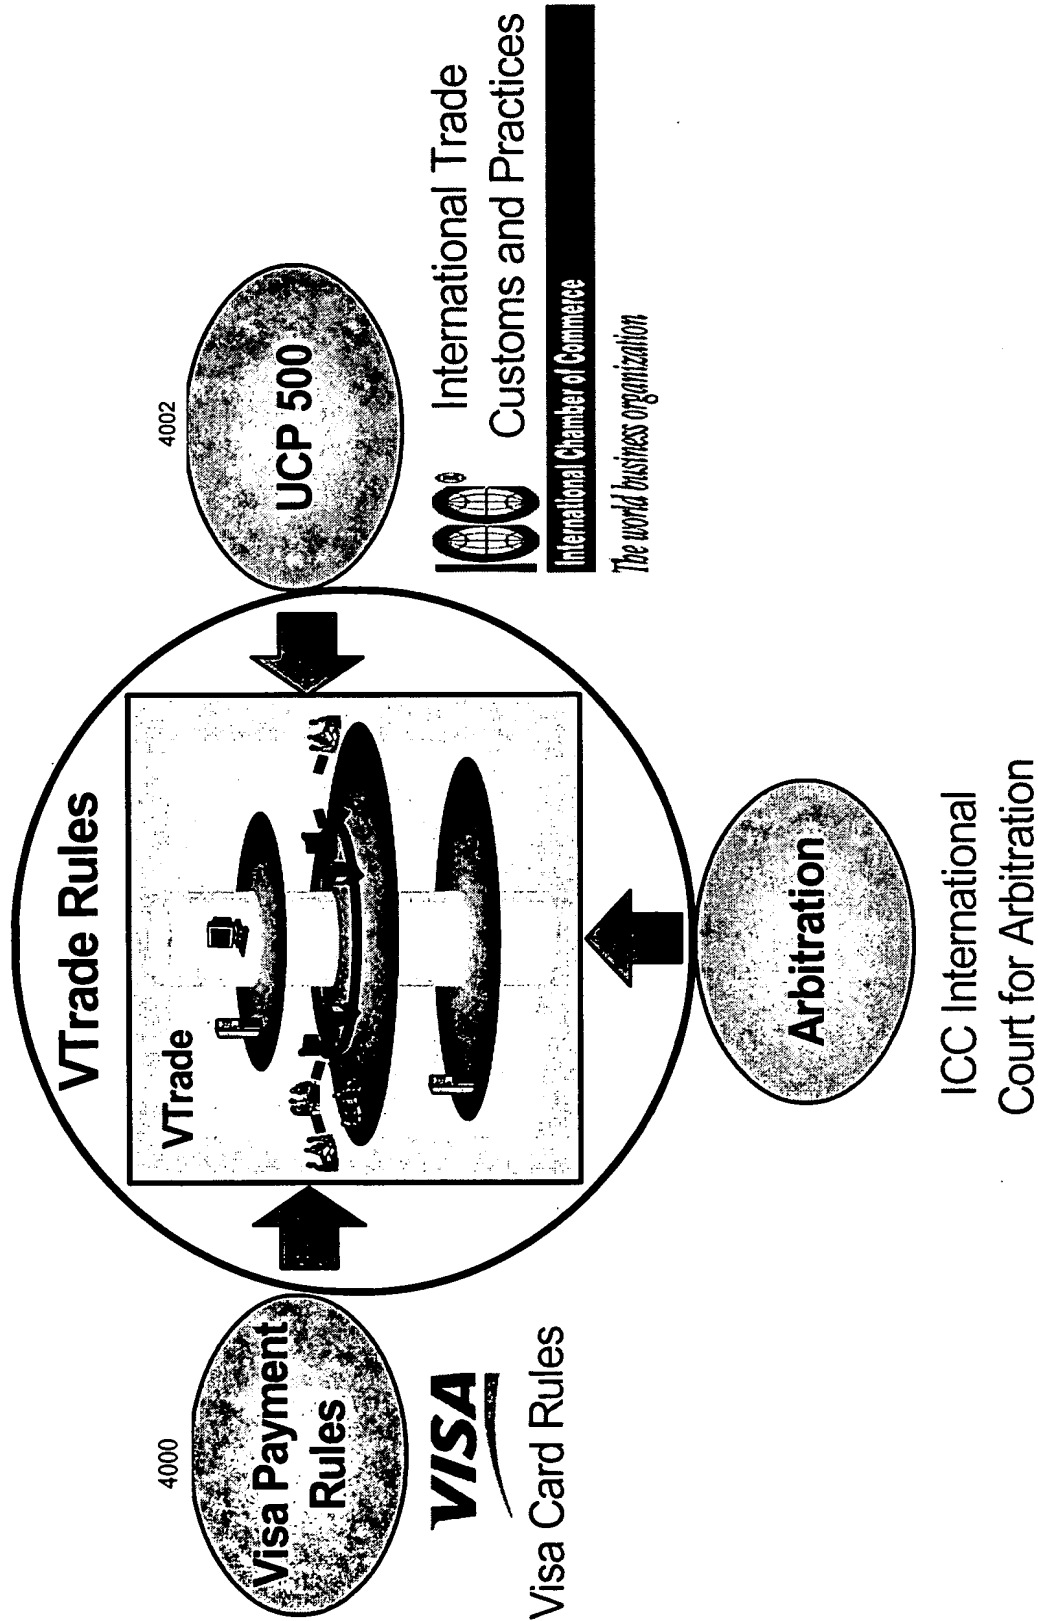 VTrade Rules
VTrade
4000
Visa Payment
Rules
VISA
Visa Card Rules
4002
UCP 500
ICC
®
International Trade
Customs and Practices
International Chamber of Commerce
The world business organization
Arbitration
ICC International
Court for Arbitration